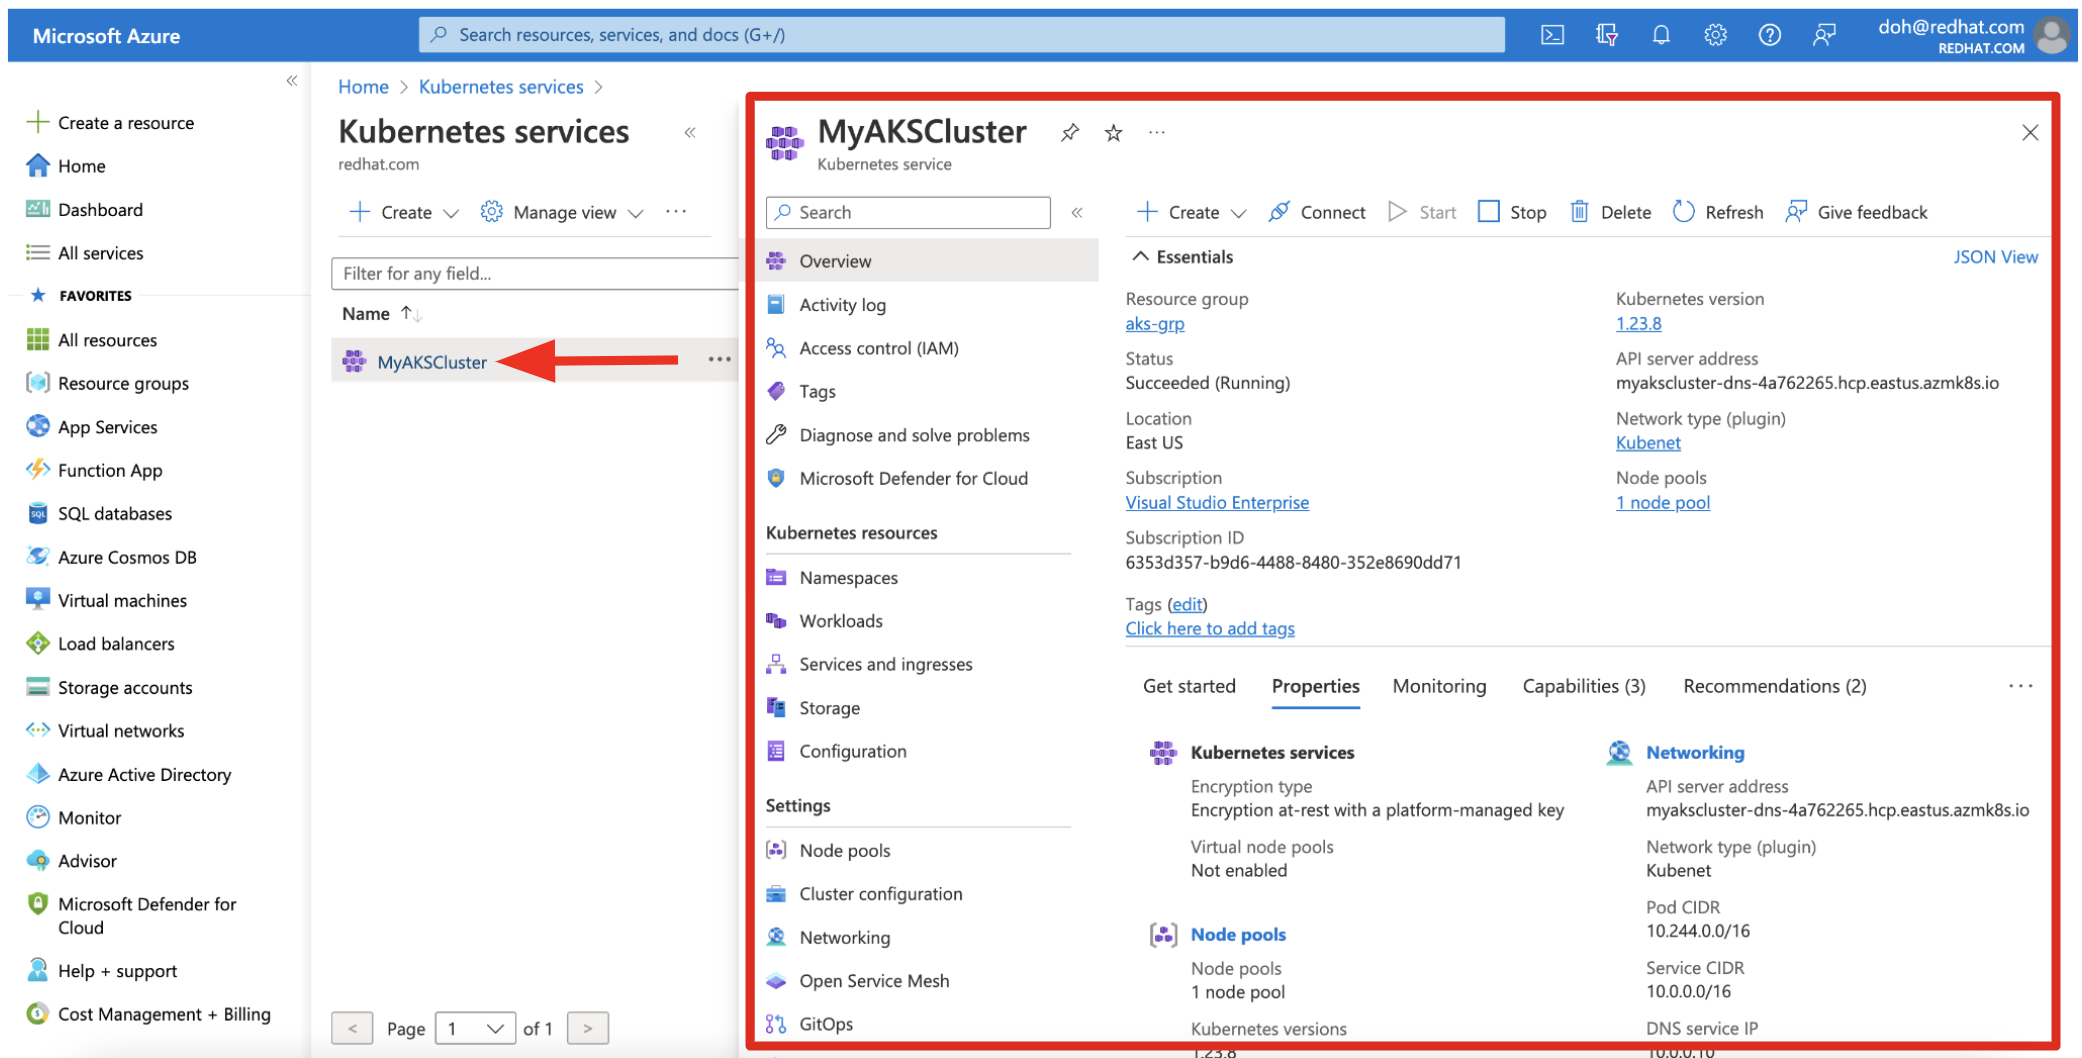 Microsoft Azure
Search resources, services, and docs (G+/)
doh@redhat.com
REDHAT.COM
Create a resource
Home
Dashboard
All services
FAVORITES
All resources
Resource groups
App Services
Function App
SQL databases
Azure Cosmos DB
Virtual machines
Load balancers
Storage accounts
Virtual networks
Azure Active Directory
Monitor
Advisor
Microsoft Defender for
Cloud
Help + support
Cost Management + Billing
Home > Kubernetes services >
Kubernetes services
redhat.com
Create
Manage view
Filter for any field...
Name
MyAKSCluster
< Page 1 of 1 >
MyAKSCluster
Kubernetes service
Search
Overview
Activity log
Access control (IAM)
Tags
Diagnose and solve problems
Microsoft Defender for Cloud
Kubernetes resources
Namespaces
Workloads
Services and ingresses
Storage
Configuration
Settings
Node pools
Cluster configuration
Networking
Open Service Mesh
GitOps
Create Connect Start Stop Delete Refresh Give feedback
Essentials
JSON View
Resource group
aks-grp
Status
Succeeded (Running)
Location
East US
Subscription
Visual Studio Enterprise
Subscription ID
6353d357-b9d6-4488-8480-352e8690dd71
Tags (edit)
Click here to add tags
Kubernetes version
1.23.8
API server address
myakscluster-dns-4a762265.hcp.eastus.azmk8s.io
Network type (plugin)
Kubenet
Node pools
1 node pool
Get started Properties Monitoring Capabilities (3) Recommendations (2)
Kubernetes services
Encryption type
Encryption at-rest with a platform-managed key
Virtual node pools
Not enabled
Node pools
Node pools
1 node pool
Kubernetes versions
1.23.8
Networking
API server address
myakscluster-dns-4a762265.hcp.eastus.azmk8s.io
Network type (plugin)
Kubenet
Pod CIDR
10.244.0.0/16
Service CIDR
10.0.0.0/16
DNS service IP
10.0.0.10